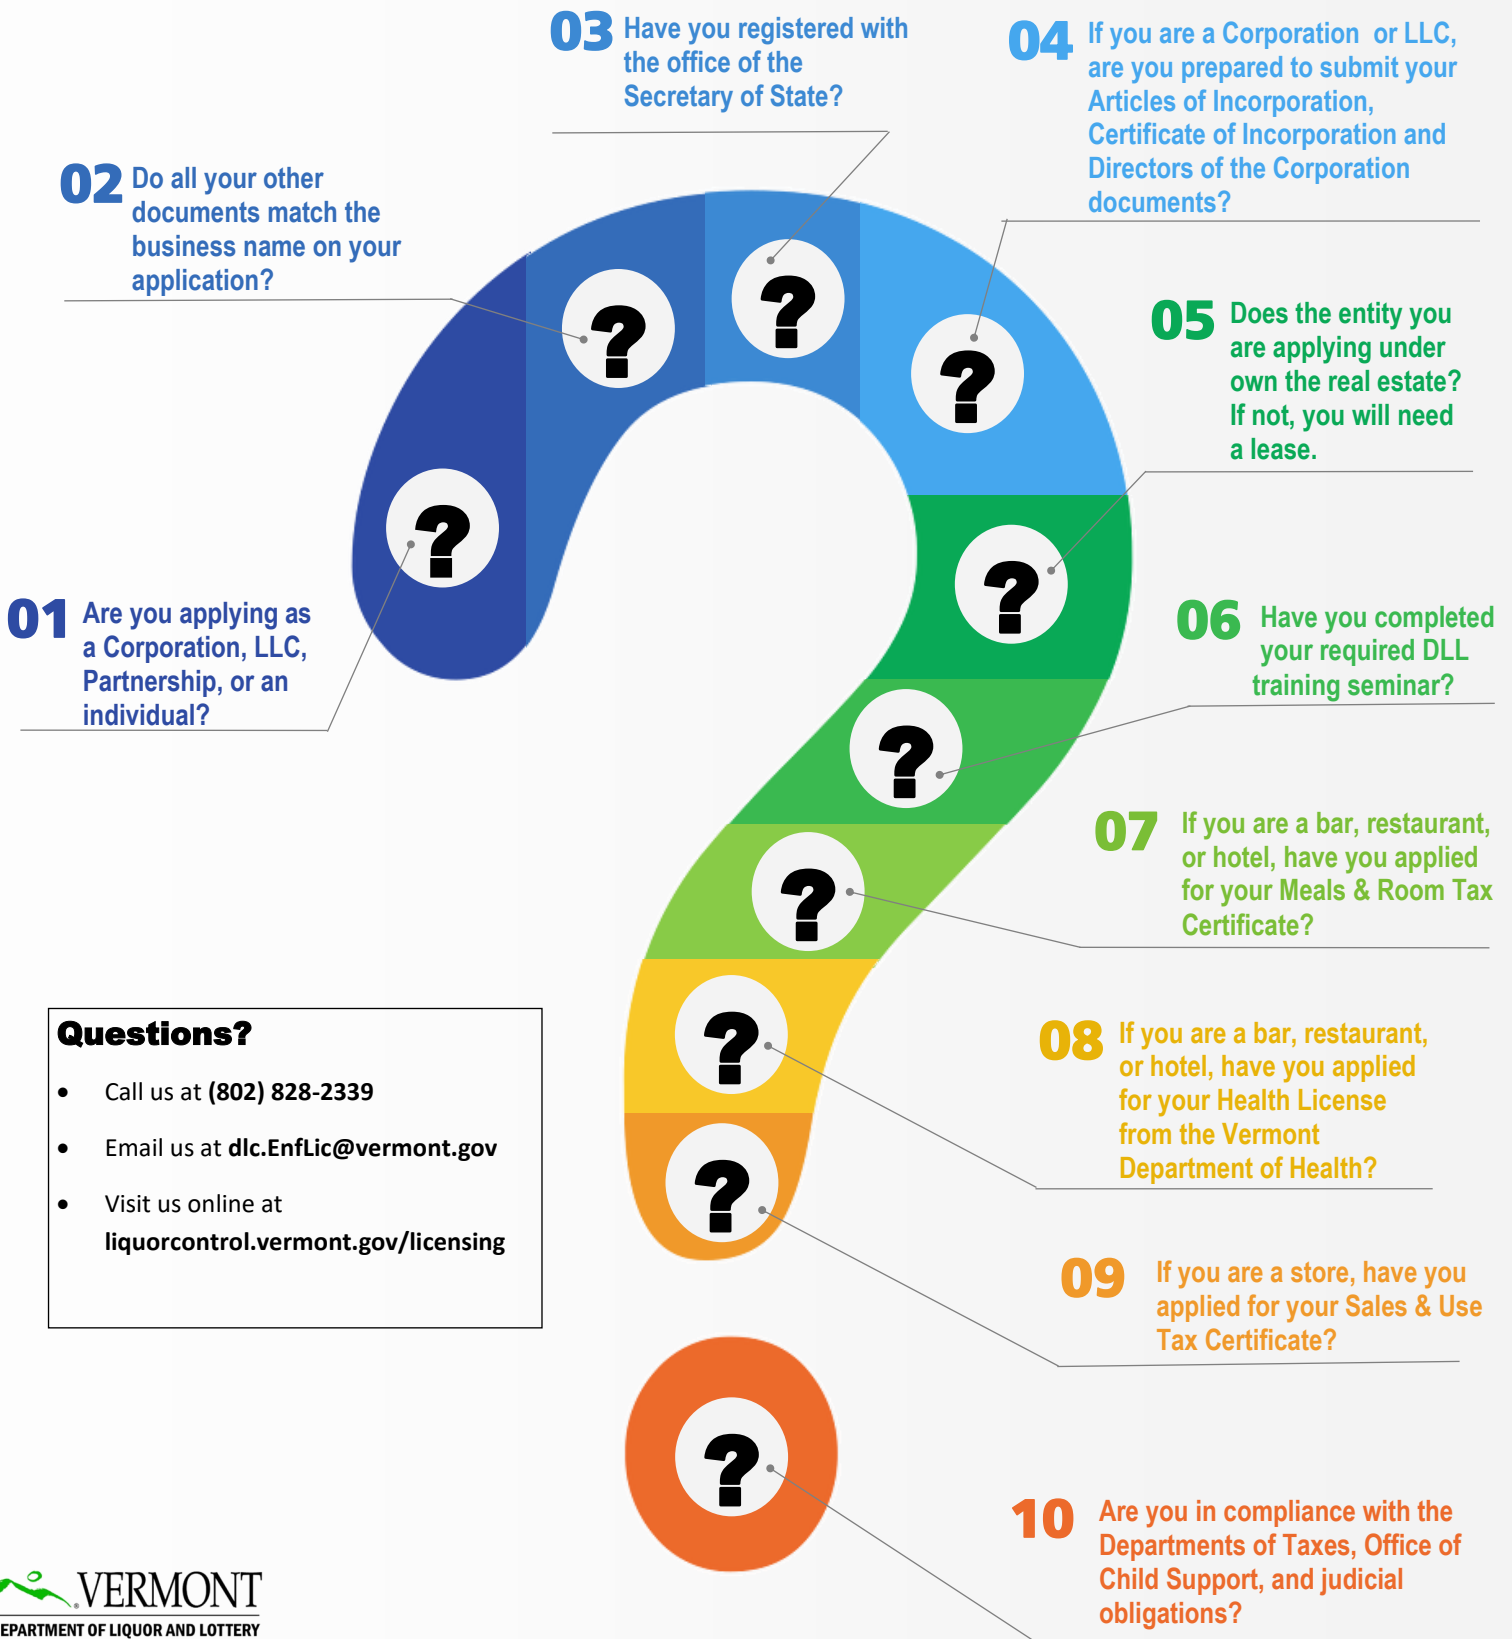 01 Are you applying as
a Corporation, LLC,
Partnership, or an
individual?
02 Do all your other
documents match the
business name on your
application?
03 Have you registered with
the office of the
Secretary of State?
04 If you are a Corporation or LLC,
are you prepared to submit your
Articles of Incorporation,
Certificate of Incorporation and
Directors of the Corporation
documents?
05 Does the entity you
are applying under
own the real estate?
If not, you will need
a lease.
06 Have you completed
your required DLL
training seminar?
07 If you are a bar, restaurant,
or hotel, have you applied
for your Meals & Room Tax
Certificate?
08 If you are a bar, restaurant,
or hotel, have you applied
for your Health License
from the Vermont
Department of Health?
09 If you are a store, have you
applied for your Sales & Use
Tax Certificate?
10 Are you in compliance with the
Departments of Taxes, Office of
Child Support, and judicial
obligations?
?
?
?
?
?
?
?
?
?
?
Questions?
• Call us at (802) 828-2339
• Email us at dlc.EnfLic@vermont.gov
• Visit us online at
liquorcontrol.vermont.gov/licensing
VERMONT
EPARTMENT OF LIQUOR AND LOTTERY